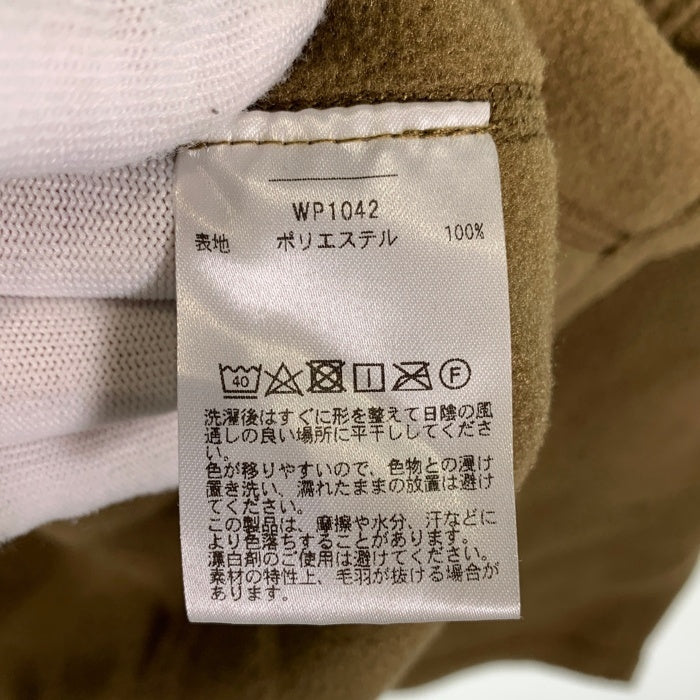 WP1042
表地 ポリエステル 100%
40 F
洗濯後はすぐに形を整えて日陰の風
通しの良い場所に平干ししてくださ
い。
色が移りやすいので、色物との浸け
置き洗い、濡れたままの放置は避け
てください。
この製品は、摩擦や水分、汗などに
より色落ちすることがあります。
漂白剤のご使用は避けてください。
素材の特性上、毛羽が抜ける場合が
あります。